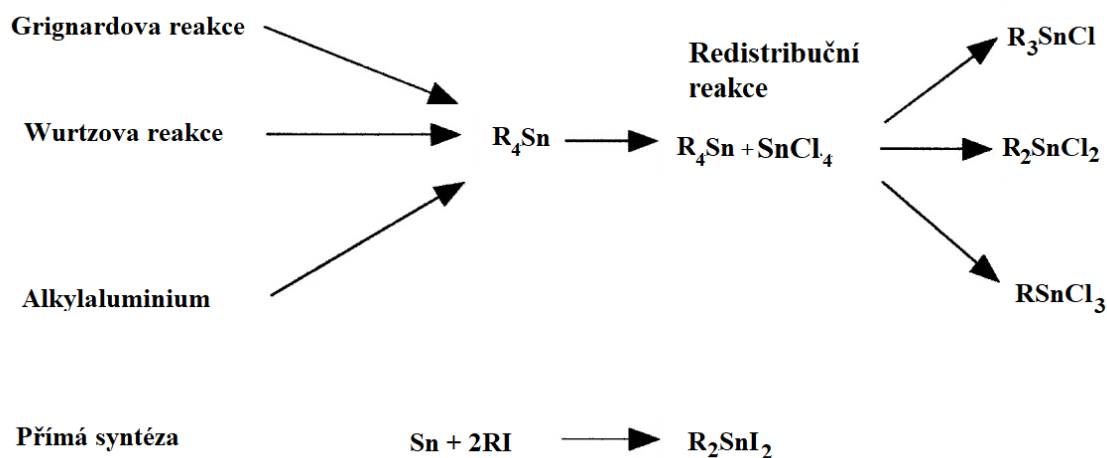 Grignardova reakce
Wurtzova reakce
Alkylaluminium
R₄Sn
Redistribuční
reakce
R₄Sn + SnCl₄
R₃SnCl
R₂SnCl₂
RSnCl₃
Přímá syntéza
Sn + 2RI
R₂SnI₂